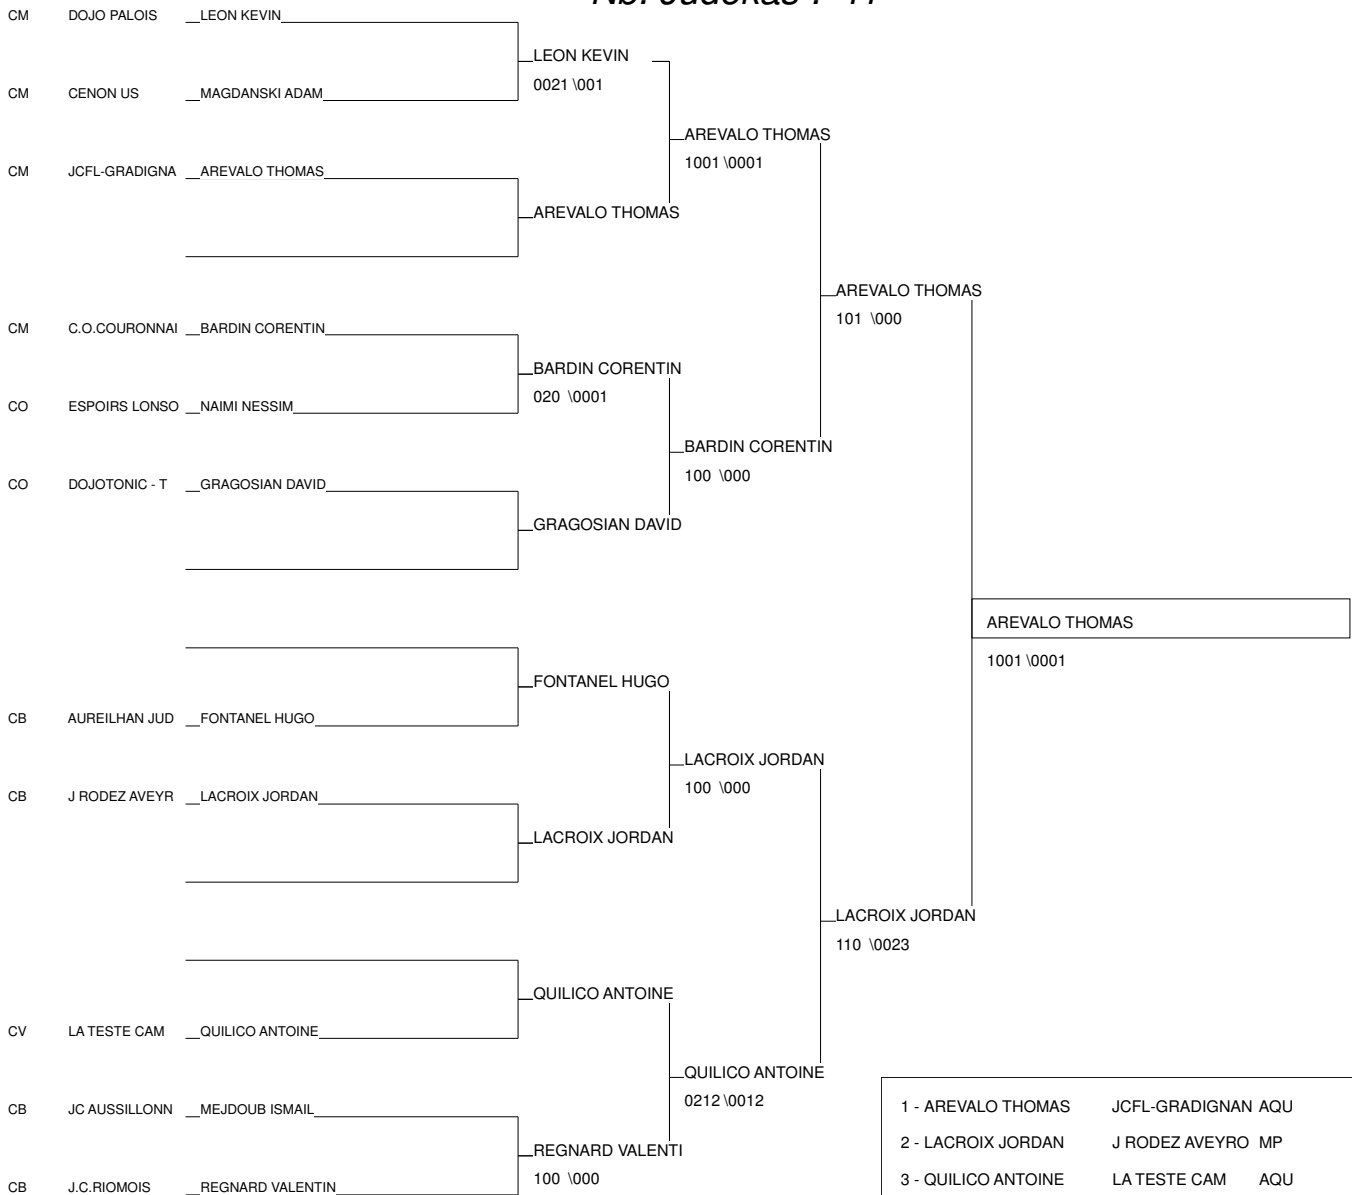 Nb. Judokas : 11
CM DOJO PALOIS LEON KEVIN
LEON KEVIN
0021 \001
CM CENON US MAGDANSKI ADAM
AREVALO THOMAS
1001 \0001
CM JCFL-GRADIGNA AREVALO THOMAS
AREVALO THOMAS
AREVALO THOMAS
101 \000
CM C.O.COURONNAI BARDIN CORENTIN
BARDIN CORENTIN
020 \0001
CO ESPOIRS LONSO NAIMI NESSIM
BARDIN CORENTIN
100 \000
CO DOJOTONIC - T GRAGOSIAN DAVID
GRAGOSIAN DAVID
AREVALO THOMAS
1001 \0001
FONTANEL HUGO
CB AUREILHAN JUD FONTANEL HUGO
LACROIX JORDAN
100 \000
CB J RODEZ AVEYR LACROIX JORDAN
LACROIX JORDAN
LACROIX JORDAN
110 \0023
QUILICO ANTOINE
CV LA TESTE CAM QUILICO ANTOINE
QUILICO ANTOINE
0212 \0012
CB JC AUSSILLONN MEJDOUB ISMAIL
REGNARD VALENTI
100 \000
CB J.C.RIOMOIS REGNARD VALENTIN
1 - AREVALO THOMAS JCFL-GRADIGNAN AQU
2 - LACROIX JORDAN J RODEZ AVEYRO MP
3 - QUILICO ANTOINE LA TESTE CAM AQU